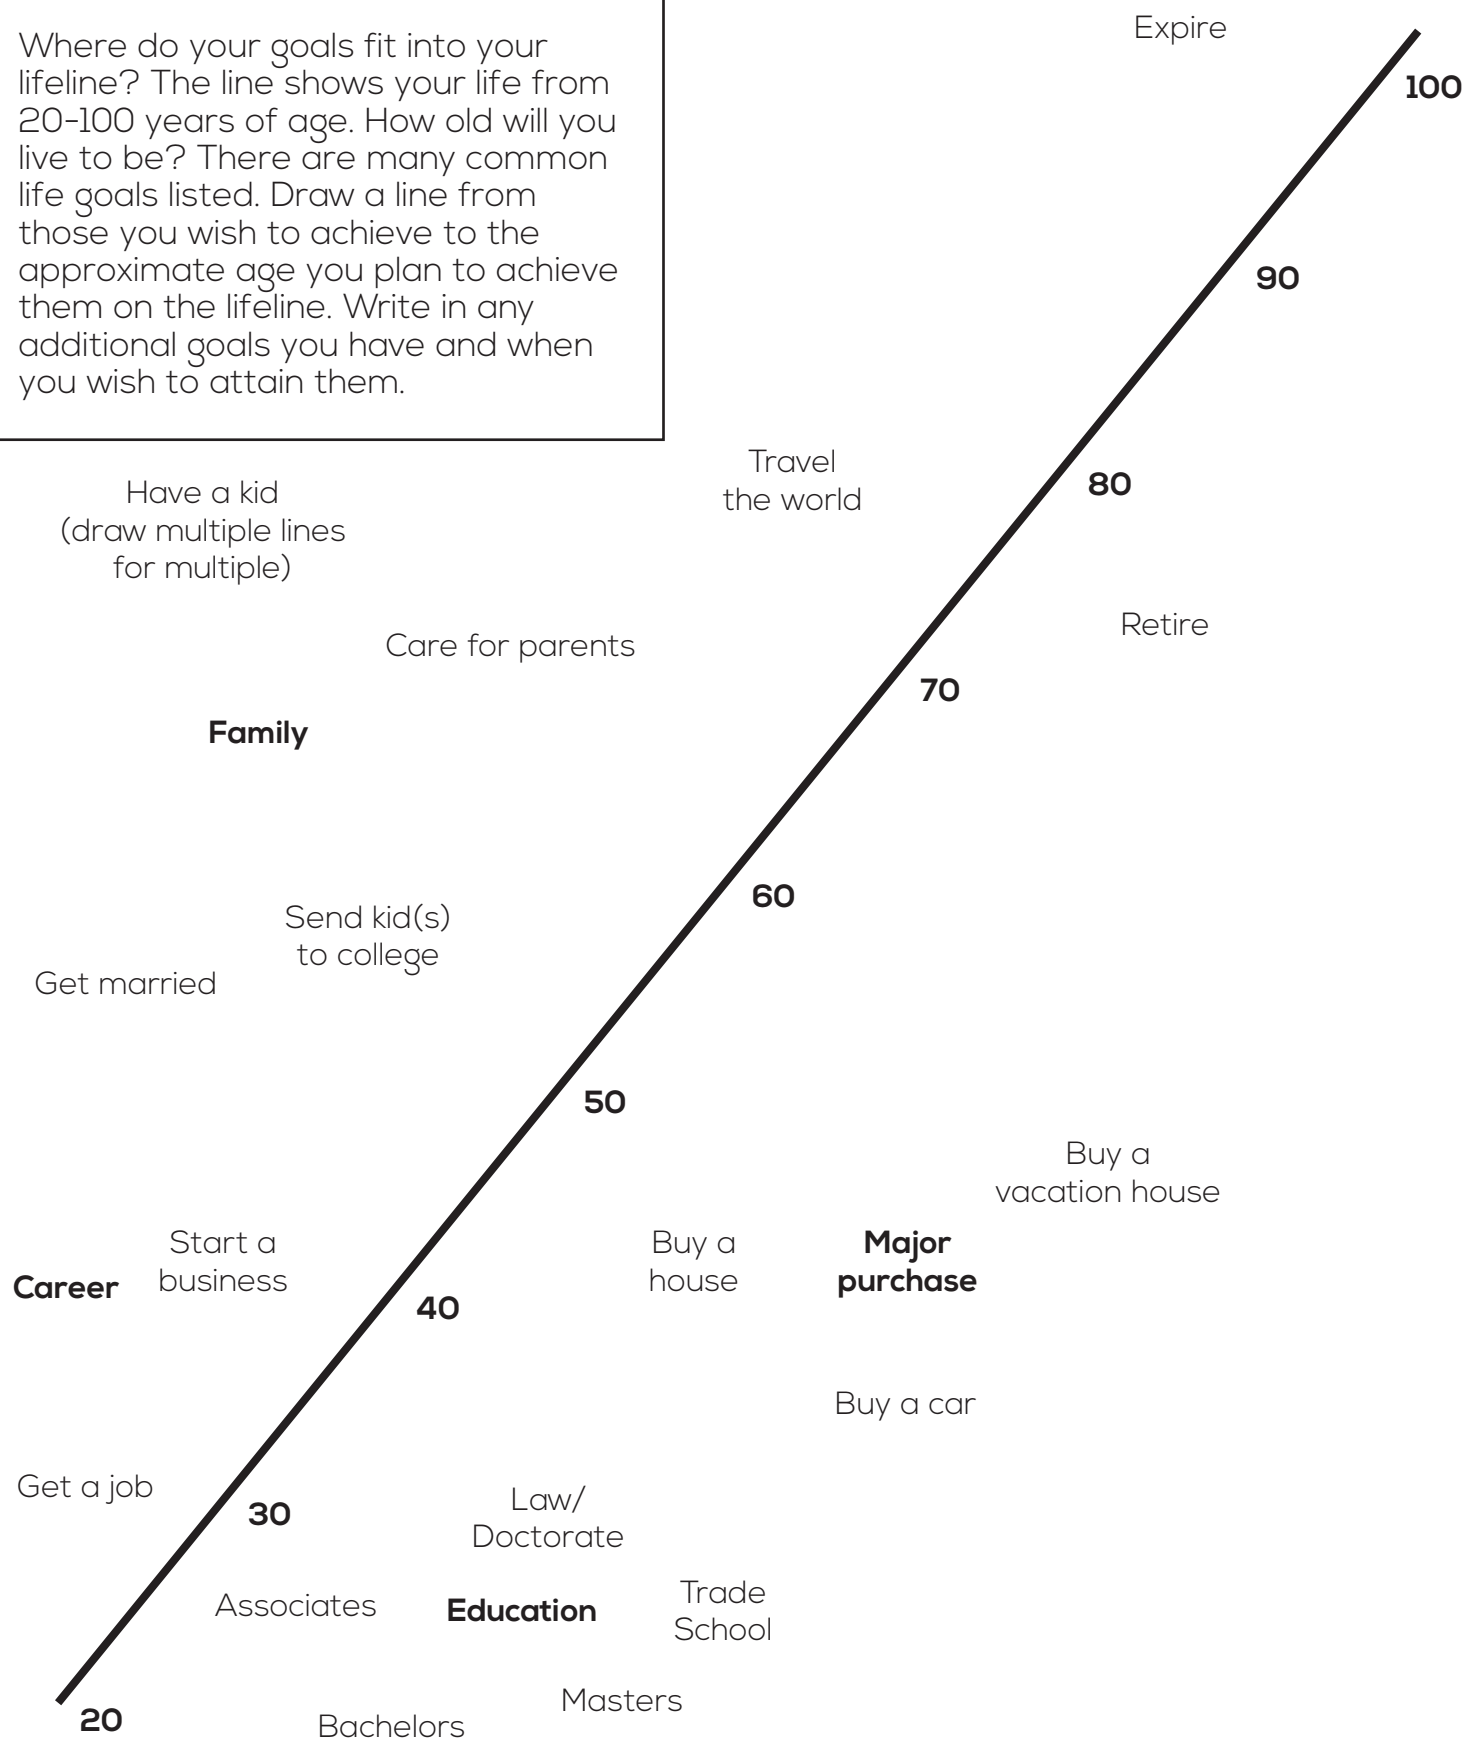 Where do your goals fit into your
lifeline? The line shows your life from
20-100 years of age. How old will you
live to be? There are many common
life goals listed. Draw a line from
those you wish to achieve to the
approximate age you plan to achieve
them on the lifeline. Write in any
additional goals you have and when
you wish to attain them.
Expire
100
90
Travel
the world
80
Have a kid
(draw multiple lines
for multiple)
Retire
Care for parents
70
Family
60
Send kid(s)
to college
Get married
50
Buy a
vacation house
Start a
business
Career
Buy a
house
Major
purchase
40
Buy a car
Get a job
30
Law/
Doctorate
Associates
Education
Trade
School
Masters
20
Bachelors